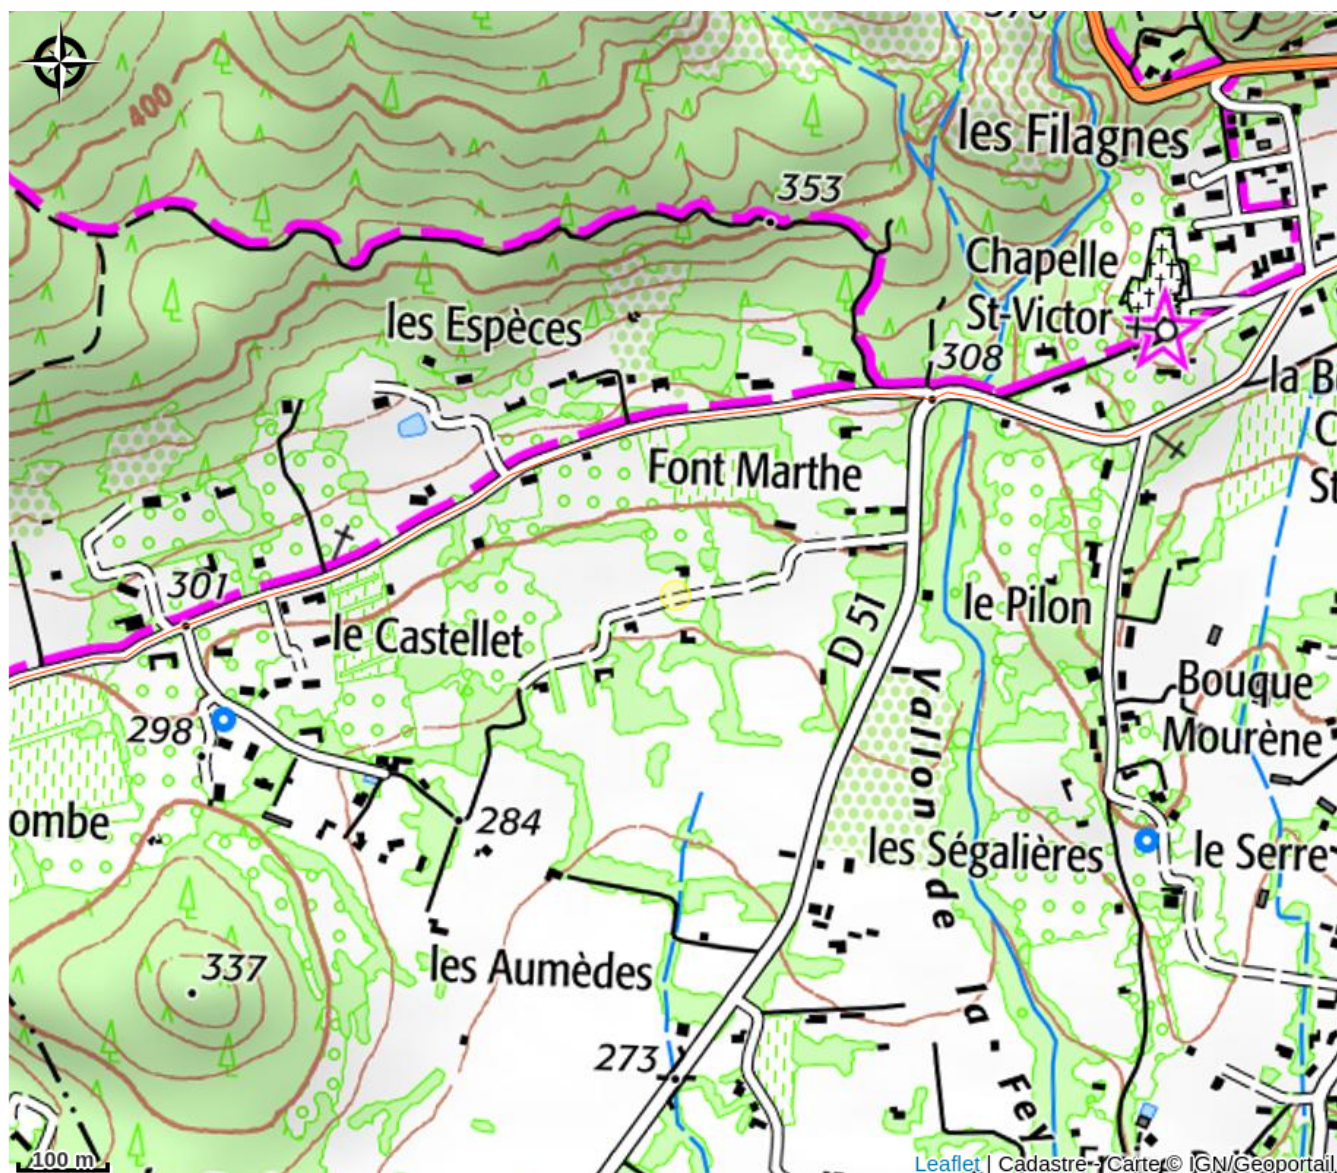 400
les Filagnes
353
Chapelle
St-Victor
les Espèces
308
Font Marthe
301
le Castellet
D 51
le Pilon
Bouque
Mourène
298
Vallon de la Fey
284
ombe
les Ségalières
le Serre
337
les Aumèdes
273
100 m
Leaflet | Cadastre - Carte © IGN/Geoportail